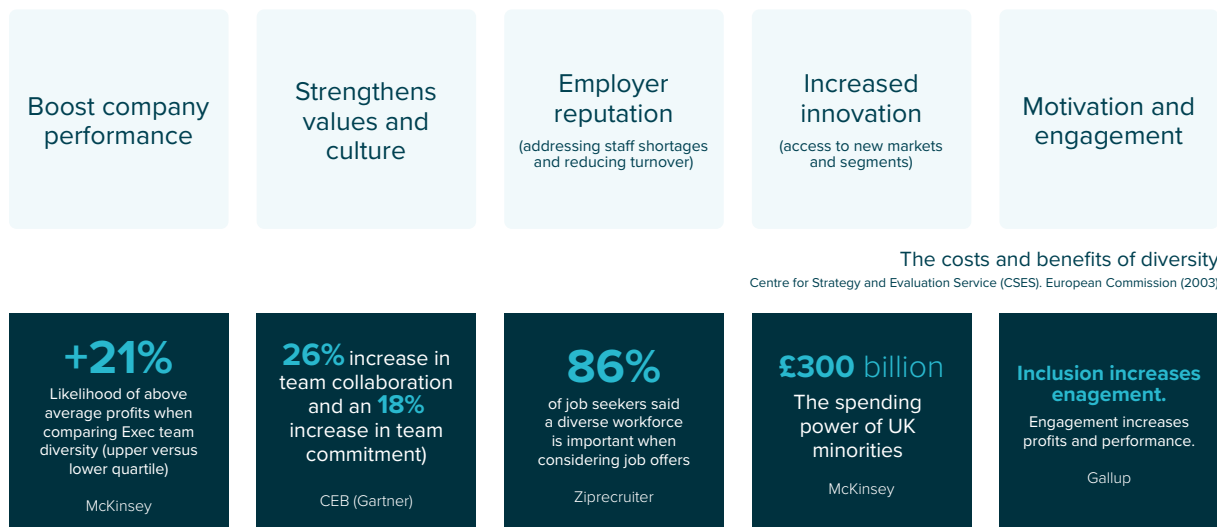 Boost company
performance
Strengthens
values and
culture
Employer
reputation
(addressing staff shortages
and reducing turnover)
Increased
innovation
(access to new markets
and segments)
Motivation and
engagement
The costs and benefits of diversity
Centre for Strategy and Evaluation Service (CSES). European Commission (2003)
+21%
Likelihood of above
average profits when
comparing Exec team
diversity (upper versus
lower quartile)
McKinsey
26% increase in
team collaboration
and an 18%
increase in team
commitment)
CEB (Gartner)
86%
of job seekers said
a diverse workforce
is important when
considering job offers
Ziprecruiter
£300 billion
The spending
power of UK
minorities
McKinsey
Inclusion increases
enagement.
Engagement increases
profits and performance.
Gallup